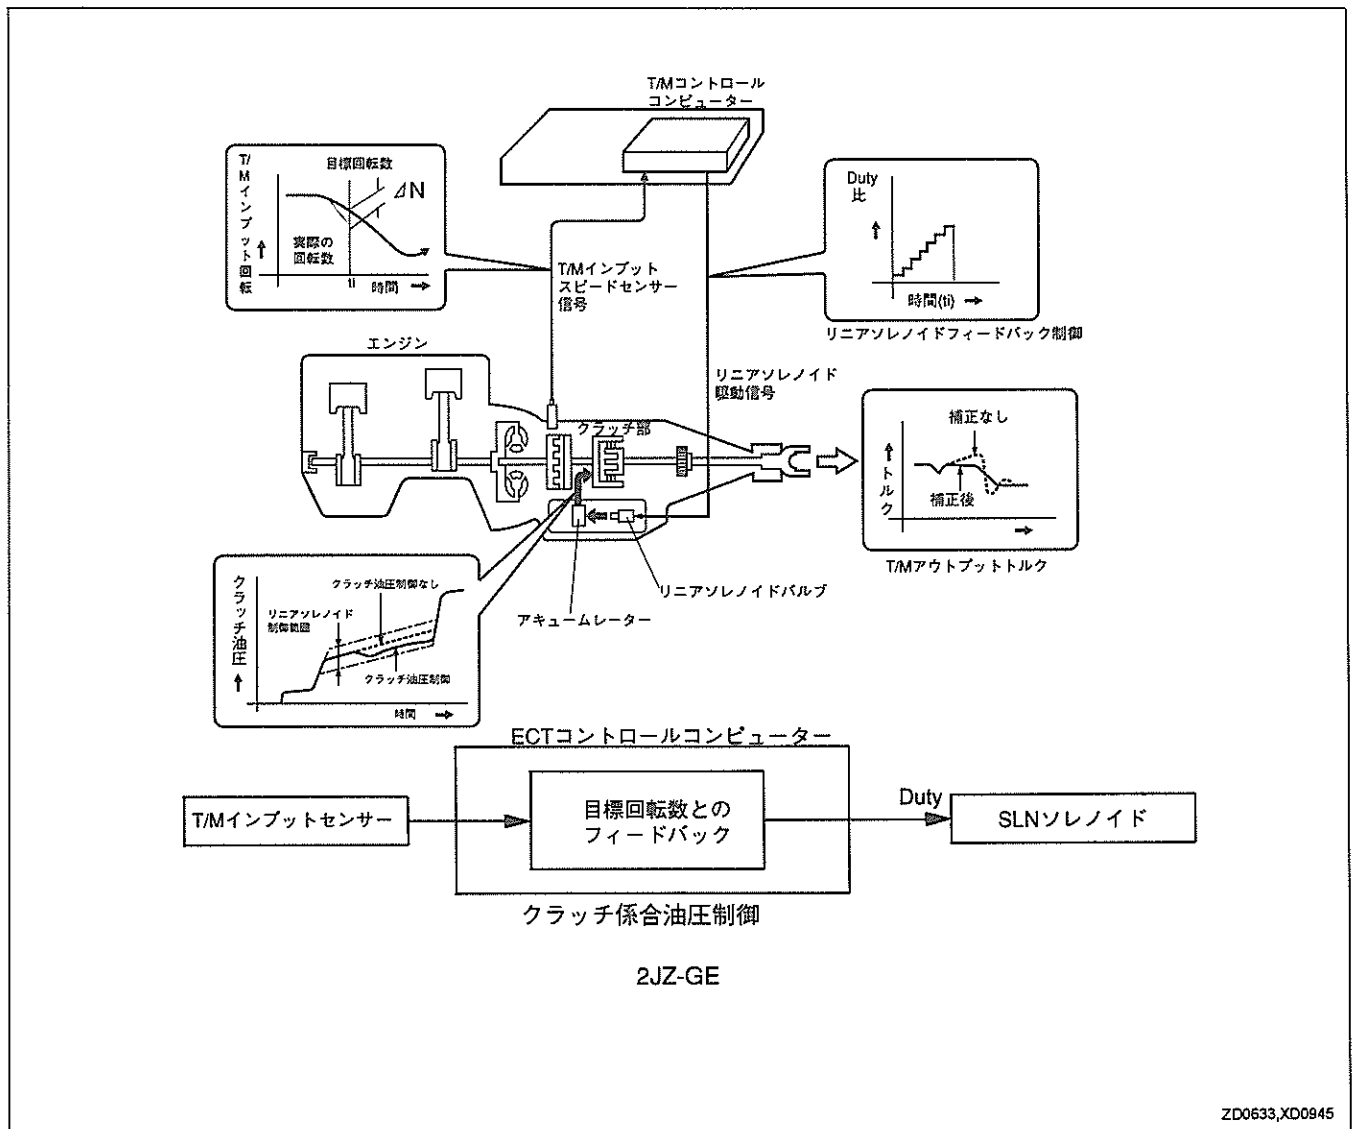 T/Mコントロール
コンピューター
T/Mインプット回転
目標回転数
ΔN
実際の
回転数
ti
時間
T/Mインプット
スピードセンサー
信号
Duty
比
時間(ti)
リニアソレノイドフィードバック制御
エンジン
リニアソレノイド
駆動信号
クラッチ部
補正なし
トルク
補正後
T/Mアウトプットトルク
リニアソレノイドバルブ
アキュームレーター
クラッチ油圧
クラッチ油圧制御なし
リニアソレノイド
制御範囲
クラッチ油圧制御
時間
ECTコントロールコンピューター
T/Mインプットセンサー
目標回転数との
フィードバック
Duty
SLNソレノイド
クラッチ係合油圧制御
2JZ-GE
ZD0633,XD0945